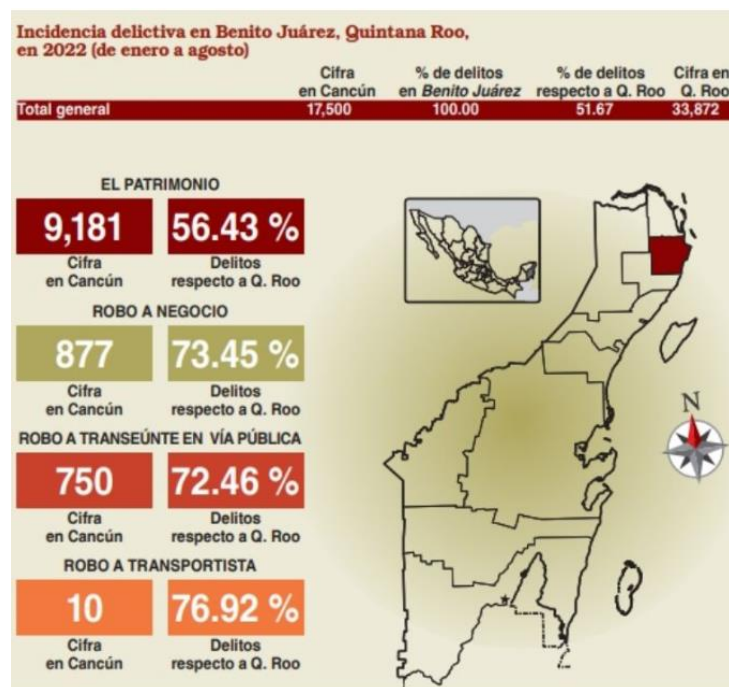 Incidencia delictiva en Benito Juárez, Quintana Roo,
en 2022 (de enero a agosto)
Cifra en Cancún
% de delitos en Benito Juárez
% de delitos respecto a Q. Roo
Cifra en Q. Roo
Total general 17,500 100.00 51.67 33,872
EL PATRIMONIO
9,181 56.43 %
Cifra Delitos
en Cancún respecto a Q. Roo
ROBO A NEGOCIO
877 73.45 %
Cifra Delitos
en Cancún respecto a Q. Roo
ROBO A TRANSEÚNTE EN VÍA PÚBLICA
750 72.46 %
Cifra Delitos
en Cancún respecto a Q. Roo
ROBO A TRANSPORTISTA
10 76.92 %
Cifra Delitos
en Cancún respecto a Q. Roo
N